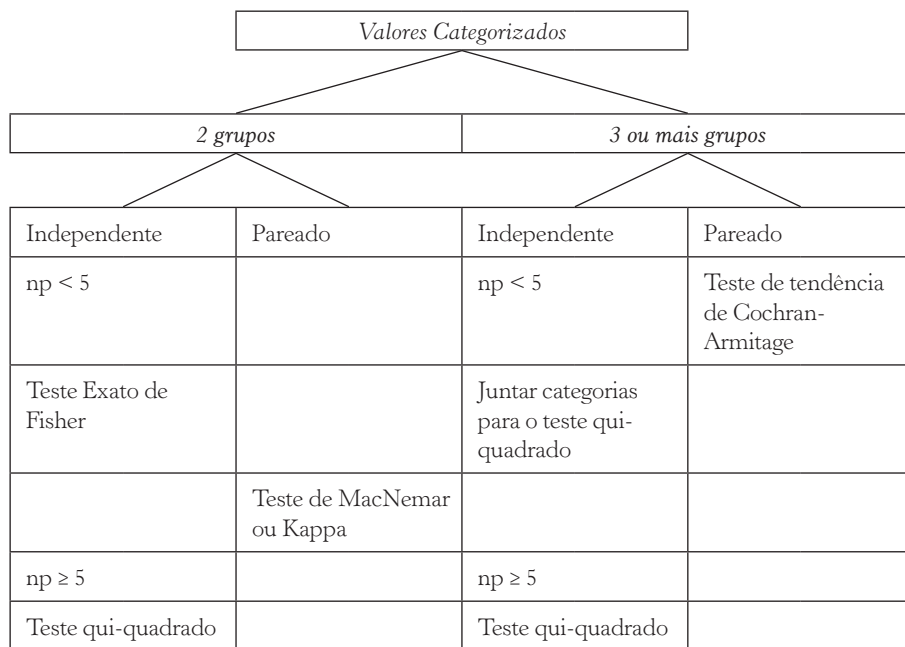 Valores Categorizados
2 grupos
3 ou mais grupos
Independente
Pareado
Independente
Pareado
np < 5
np < 5
Teste de tendência
de Cochran-
Armitage
Teste Exato de
Fisher
Juntar categorias
para o teste qui-
quadrado
Teste de MacNemar
ou Kappa
np ≥ 5
np ≥ 5
Teste qui-quadrado
Teste qui-quadrado